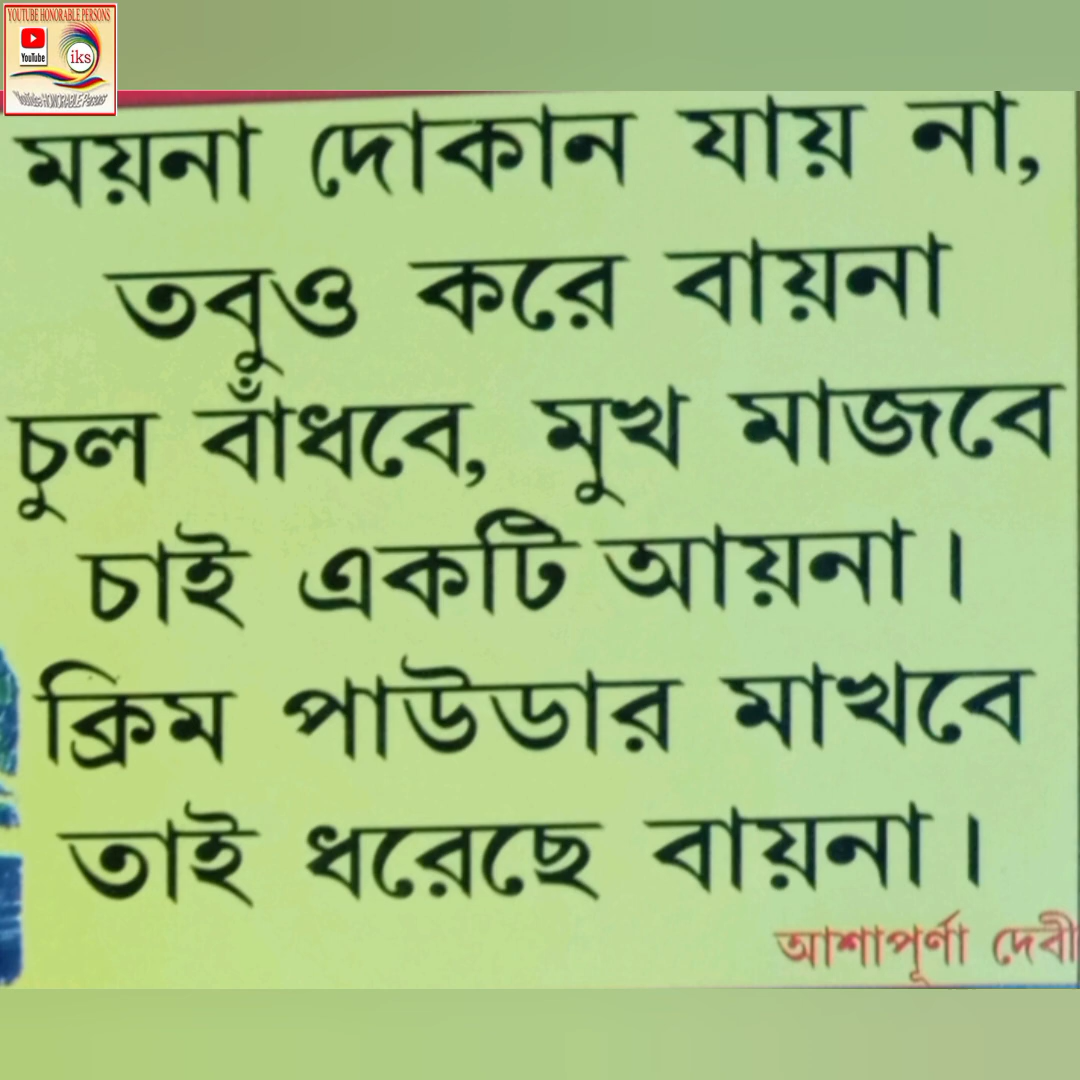 YOUTUBE HONORABLE PERSONS
YouTube
iks
ময়না দোকান যায় না,
তবুও করে বায়না
চুল বাঁধবে, মুখ মাজবে
চাই একটি আয়না।
ক্রিম পাউডার মাখবে
তাই ধরেছে বায়না।
আশাপূর্ণা দেবী